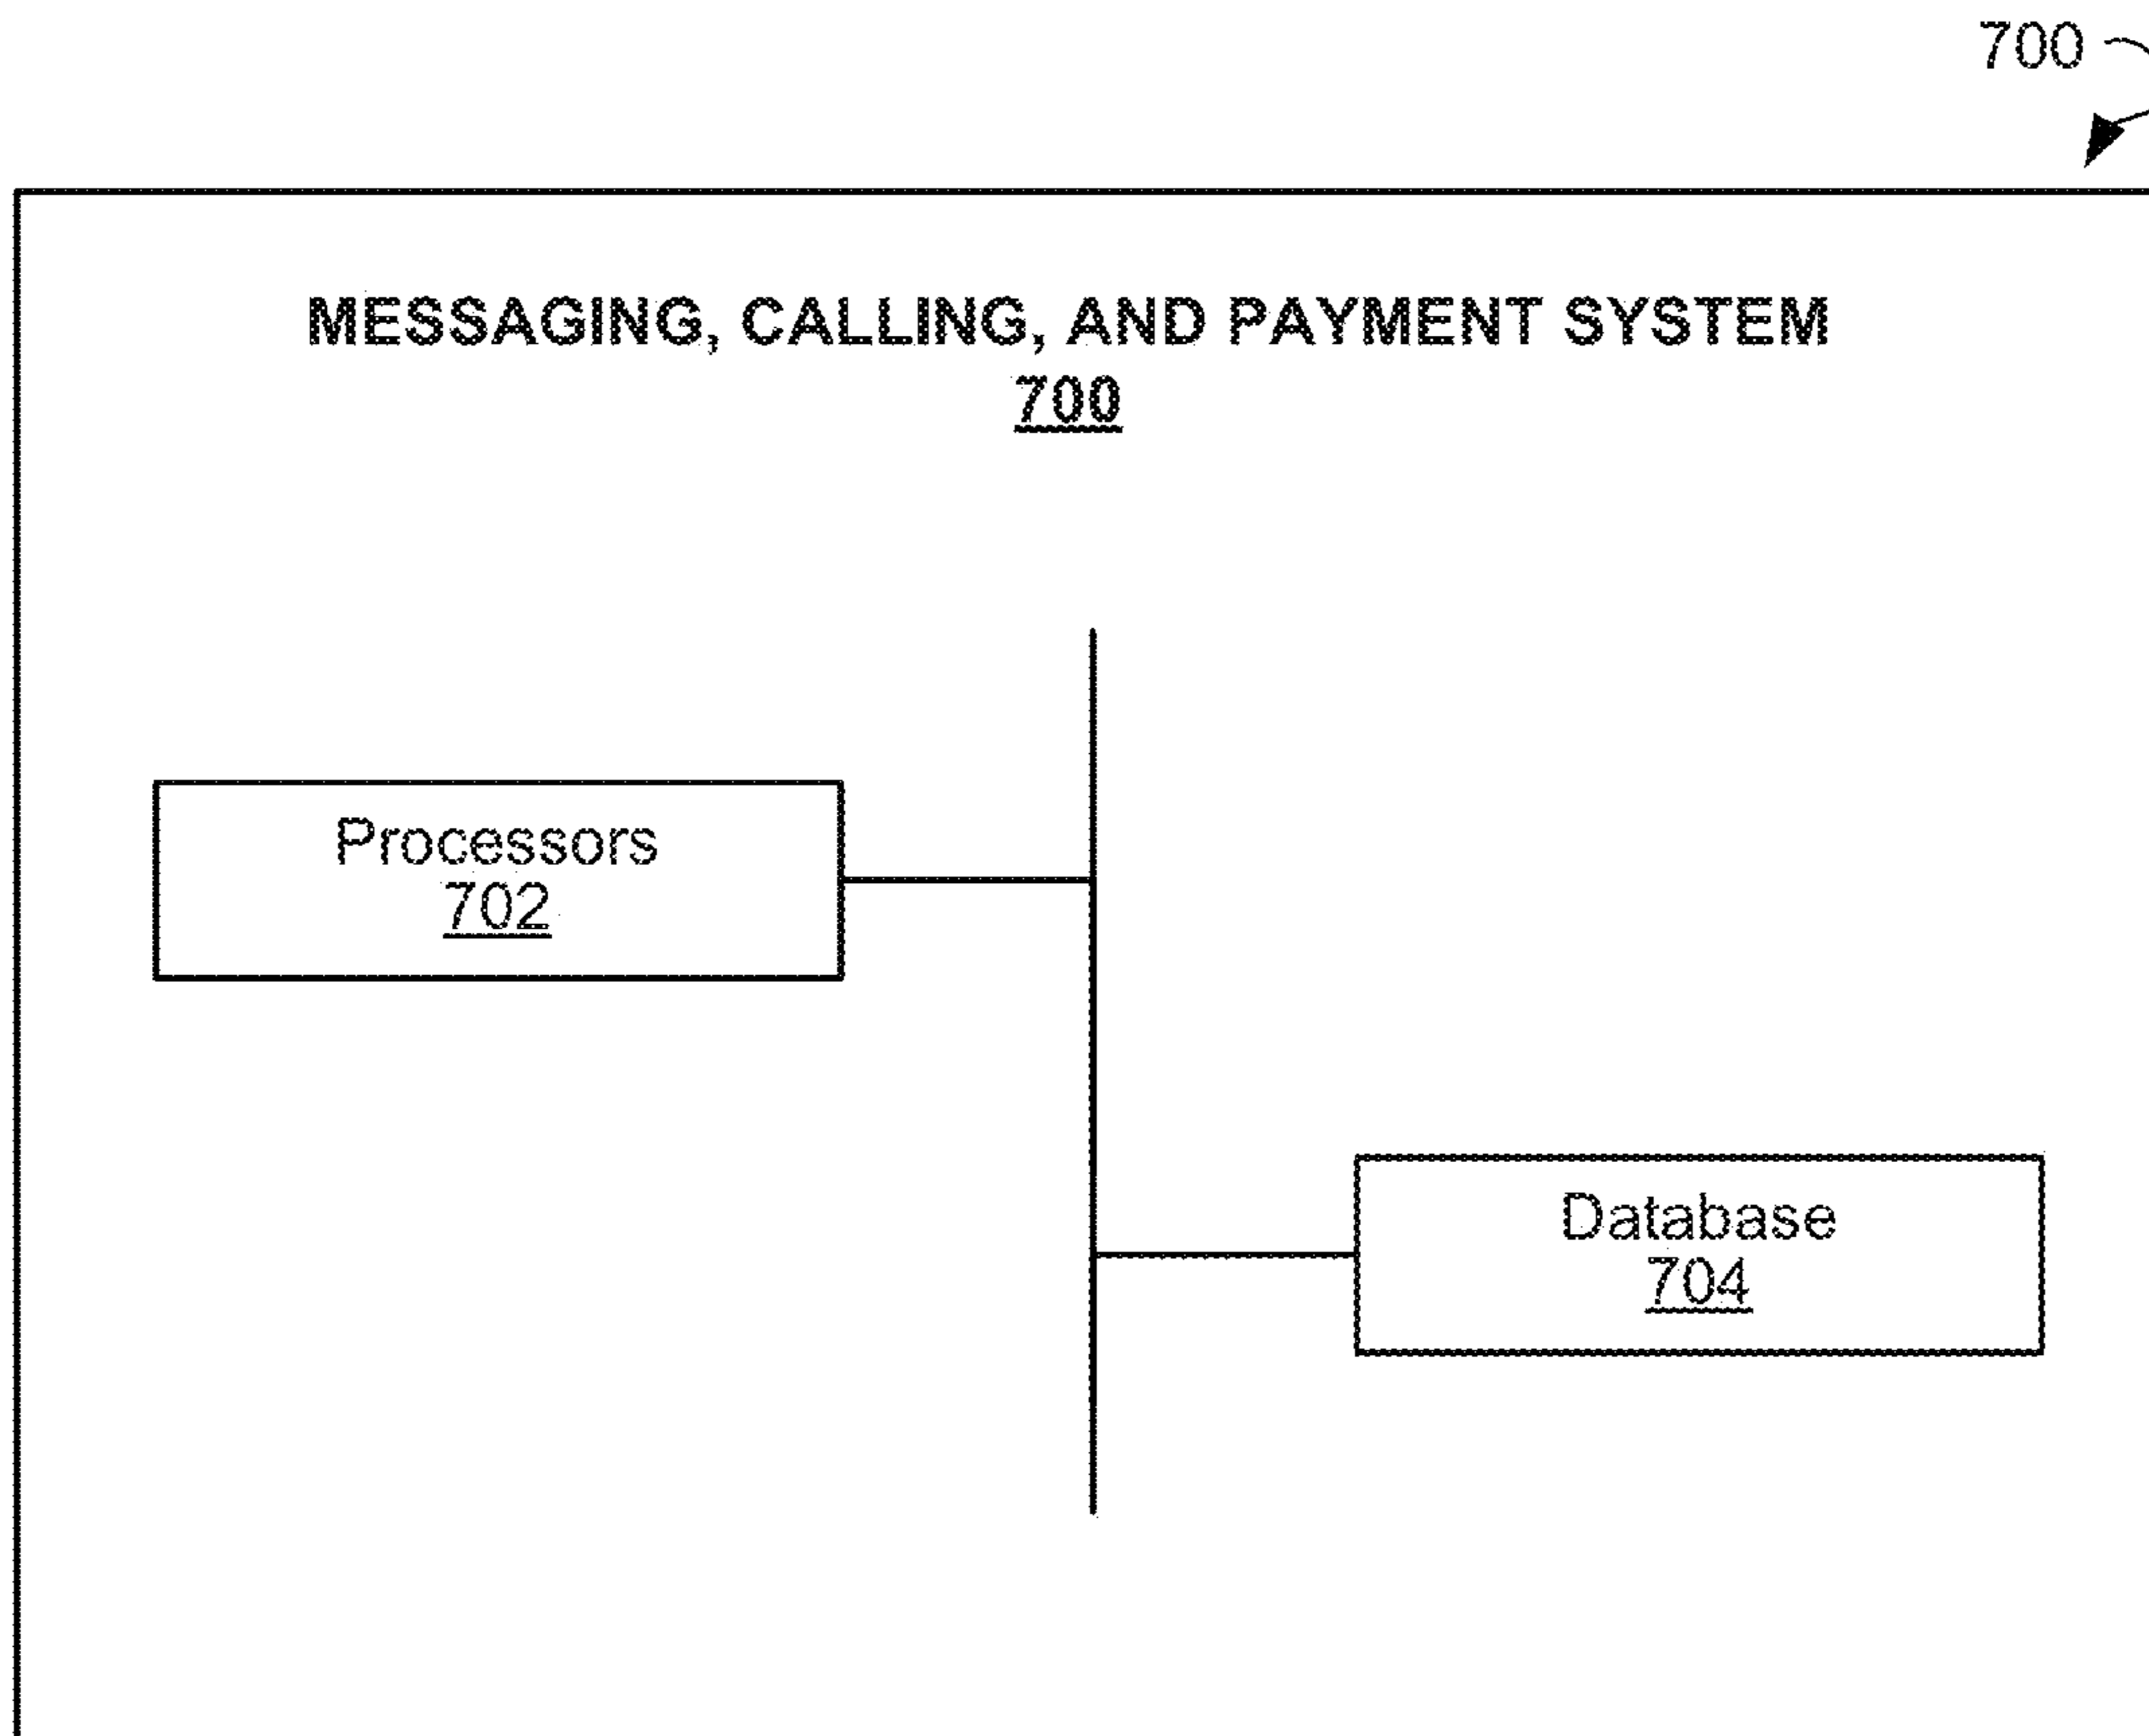 700
MESSAGING, CALLING, AND PAYMENT SYSTEM
700
Processors
702
Database
704